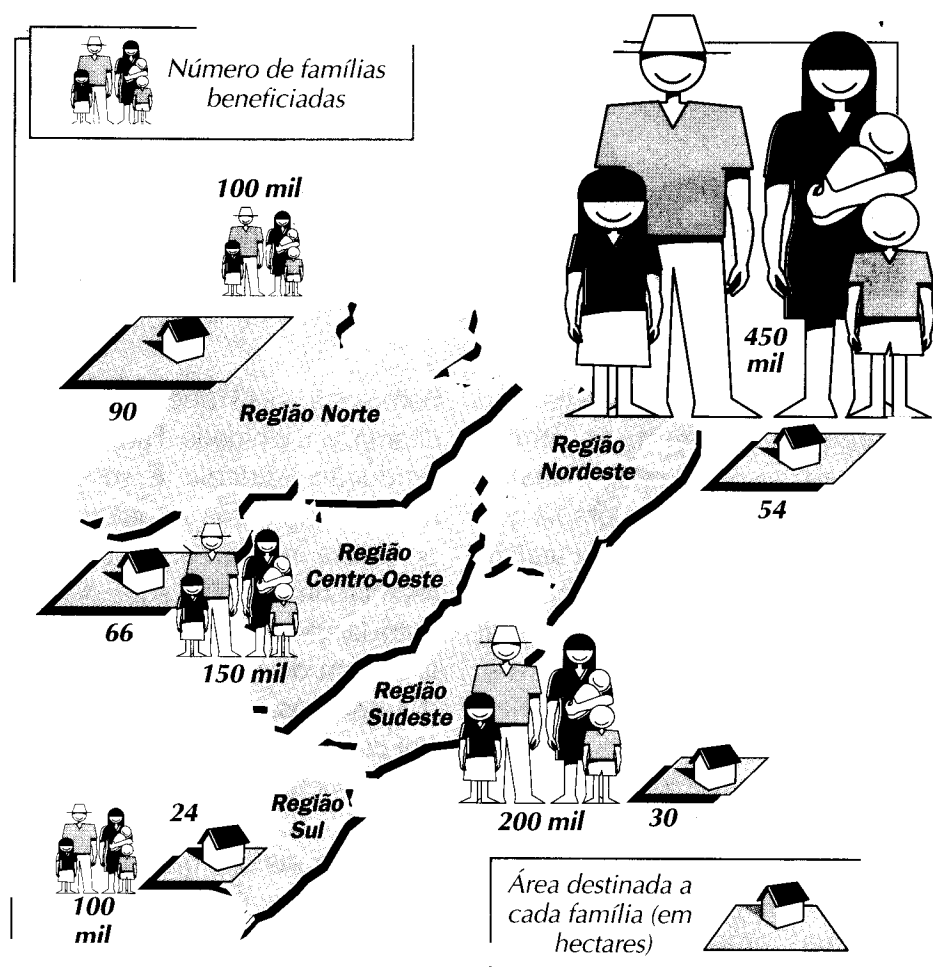 Número de famílias
beneficiadas
100 mil
450
mil
90
Região Norte
Região
Nordeste
54
Região
Centro-Oeste
66
150 mil
Região
Sudeste
200 mil
30
24
Região
Sul
100
mil
Área destinada a
cada família (em
hectares)